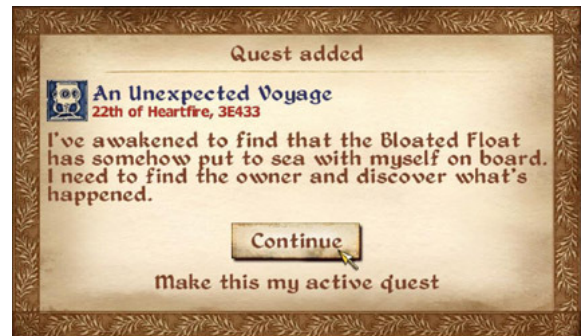 Quest added
An Unexpected Voyage
22th of Heartfire, 3E433
I've awakened to find that the Bloated Float
has somehow put to sea with myself on board.
I need to find the owner and discover what's
happened.
Continue
Make this my active quest